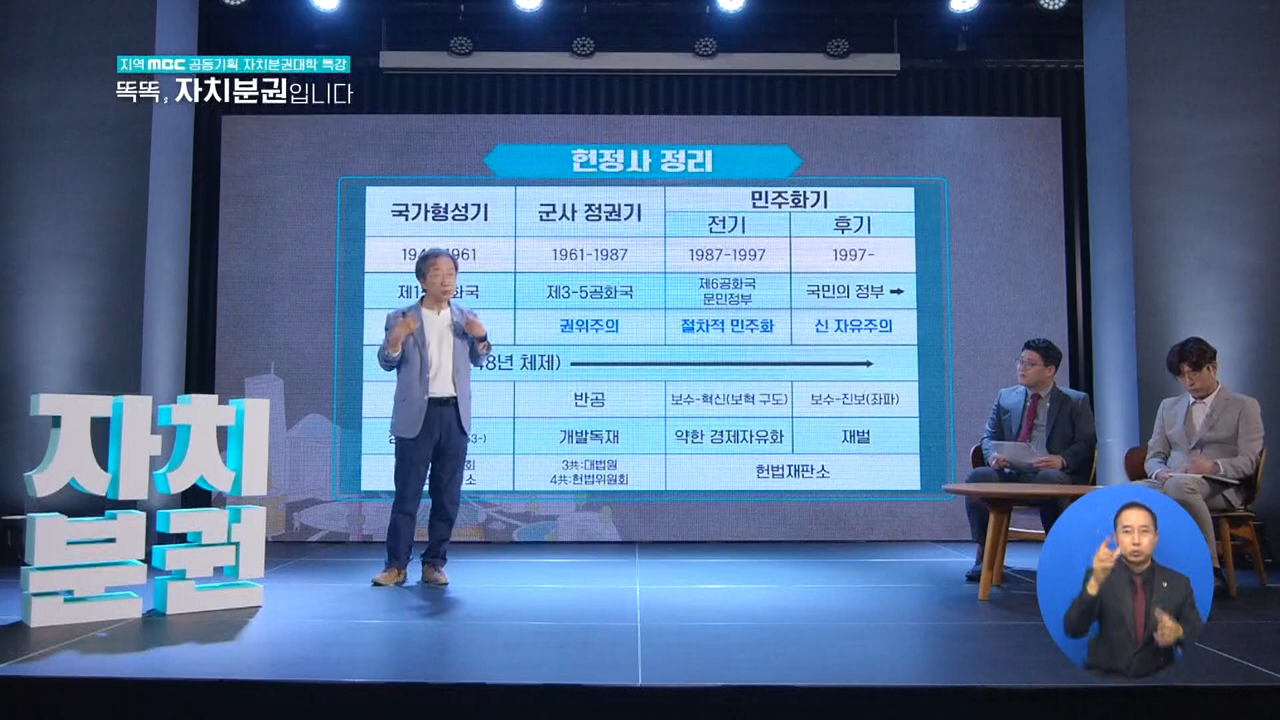 지역 MBC 공동기획 자치분권대학 특강
똑똑, 자치분권입니다
헌정사 정리
국가형성기 군사 정권기 민주화기
전기 후기
1961 1961-1987 1987-1997 1997-
제3-5공화국 제6공화국 문민정부 국민의 정부 ➡
권위주의 절차적 민주화 신 자유주의
48년 체제)
반공 보수-혁신(보혁 구도) 보수-진보(좌파)
개발독재 약한 경제자유화 재벌
3共:대법원
4共:헌법위원회
헌법재판소
자치
분권